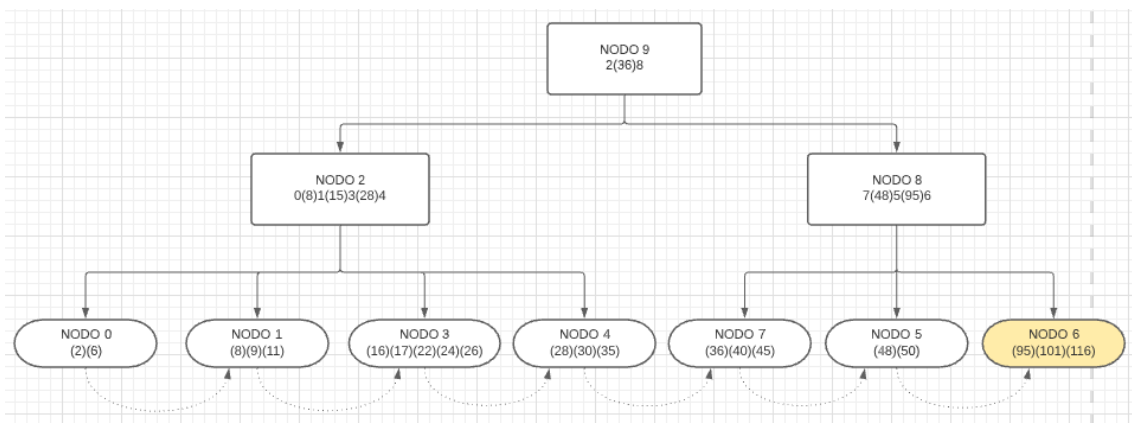 NODO 9
2(36)8
NODO 2
0(8)1(15)3(28)4
NODO 8
7(48)5(95)6
NODO 0
(2)(6)
NODO 1
(8)(9)(11)
NODO 3
(16)(17)(22)(24)(26)
NODO 4
(28)(30)(35)
NODO 7
(36)(40)(45)
NODO 5
(48)(50)
NODO 6
(95)(101)(116)